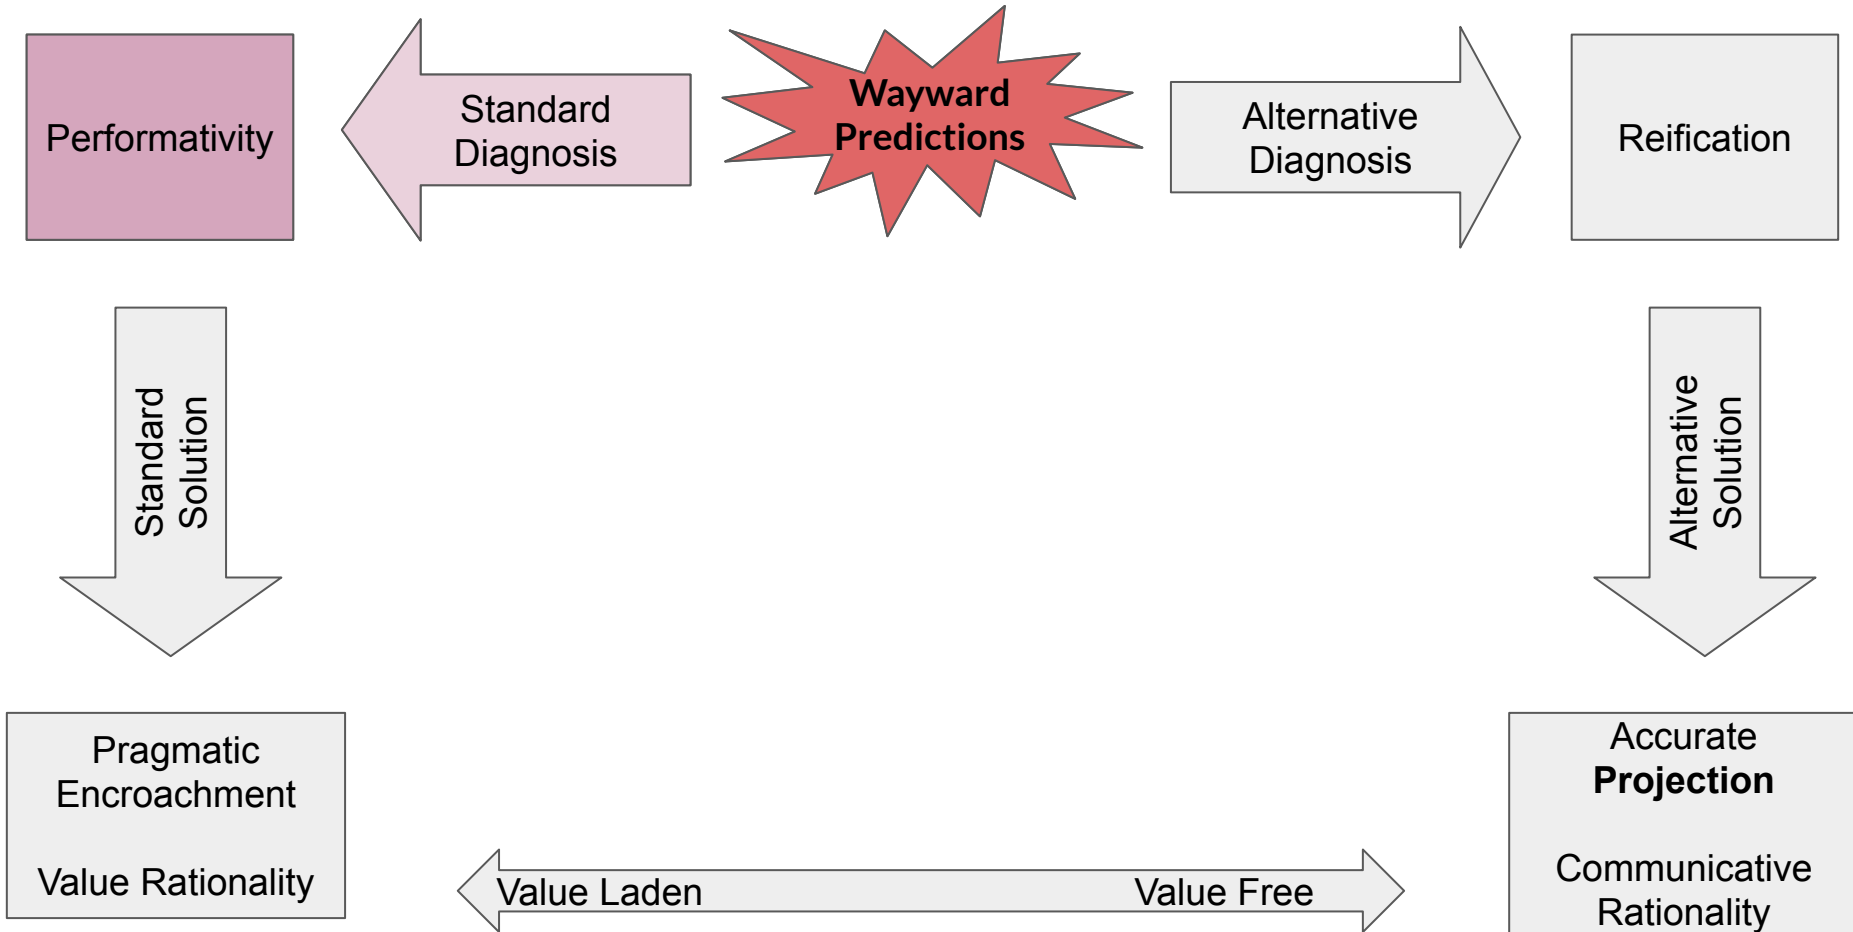 Performativity
Standard
Diagnosis
Wayward
Predictions
Alternative
Diagnosis
Reification
Standard
Solution
Alternative
Solution
Pragmatic
Encroachment
Value Rationality
Value Laden
Value Free
Accurate
Projection
Communicative
Rationality